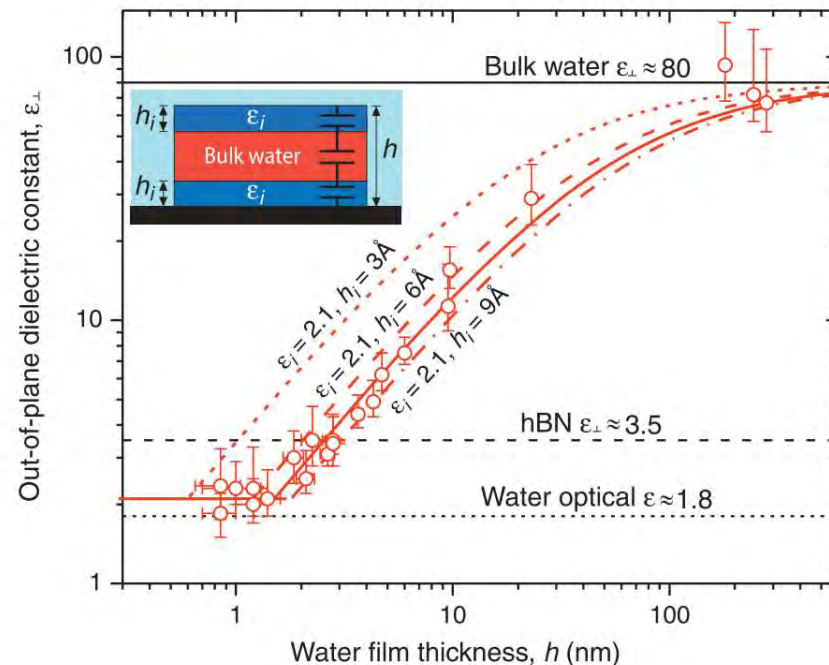 100
Bulk water ε⊥ ≈ 80
hᵢ
εᵢ
h
Bulk water
hᵢ
εᵢ
Out-of-plane dielectric constant, ε⊥
10
εᵢ = 2.1, hᵢ = 3Å
εᵢ = 2.1, hᵢ = 6Å
εᵢ = 2.1, hᵢ = 9Å
hBN ε⊥ ≈ 3.5
Water optical ε ≈ 1.8
1
1
10
100
Water film thickness, h (nm)